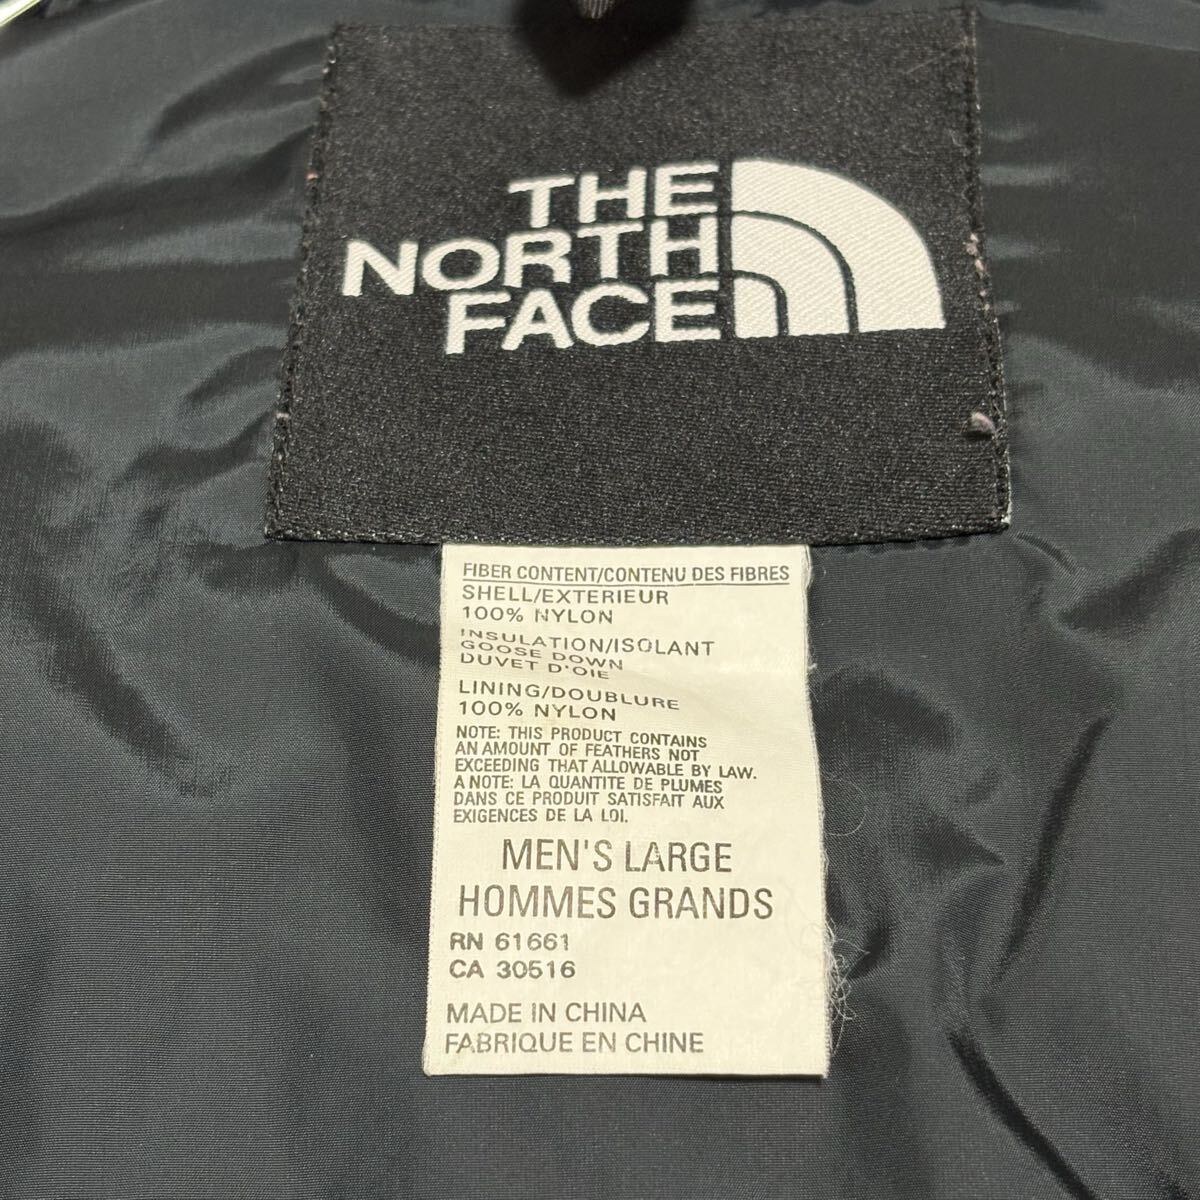 THE
NORTH
FACE
FIBER CONTENT/CONTENU DES FIBRES
SHELL/EXTERIEUR
100% NYLON
INSULATION/ISOLANT
GOOSE DOWN
DUVET D'OIE
LINING/DOUBLURE
100% NYLON
NOTE: THIS PRODUCT CONTAINS
AN AMOUNT OF FEATHERS NOT
EXCEEDING THAT ALLOWABLE BY LAW.
A NOTE: LA QUANTITE DE PLUMES
DANS CE PRODUIT SATISFAIT AUX
EXIGENCES DE LA LOI.
MEN'S LARGE
HOMMES GRANDS
RN 61661
CA 30516
MADE IN CHINA
FABRIQUE EN CHINE